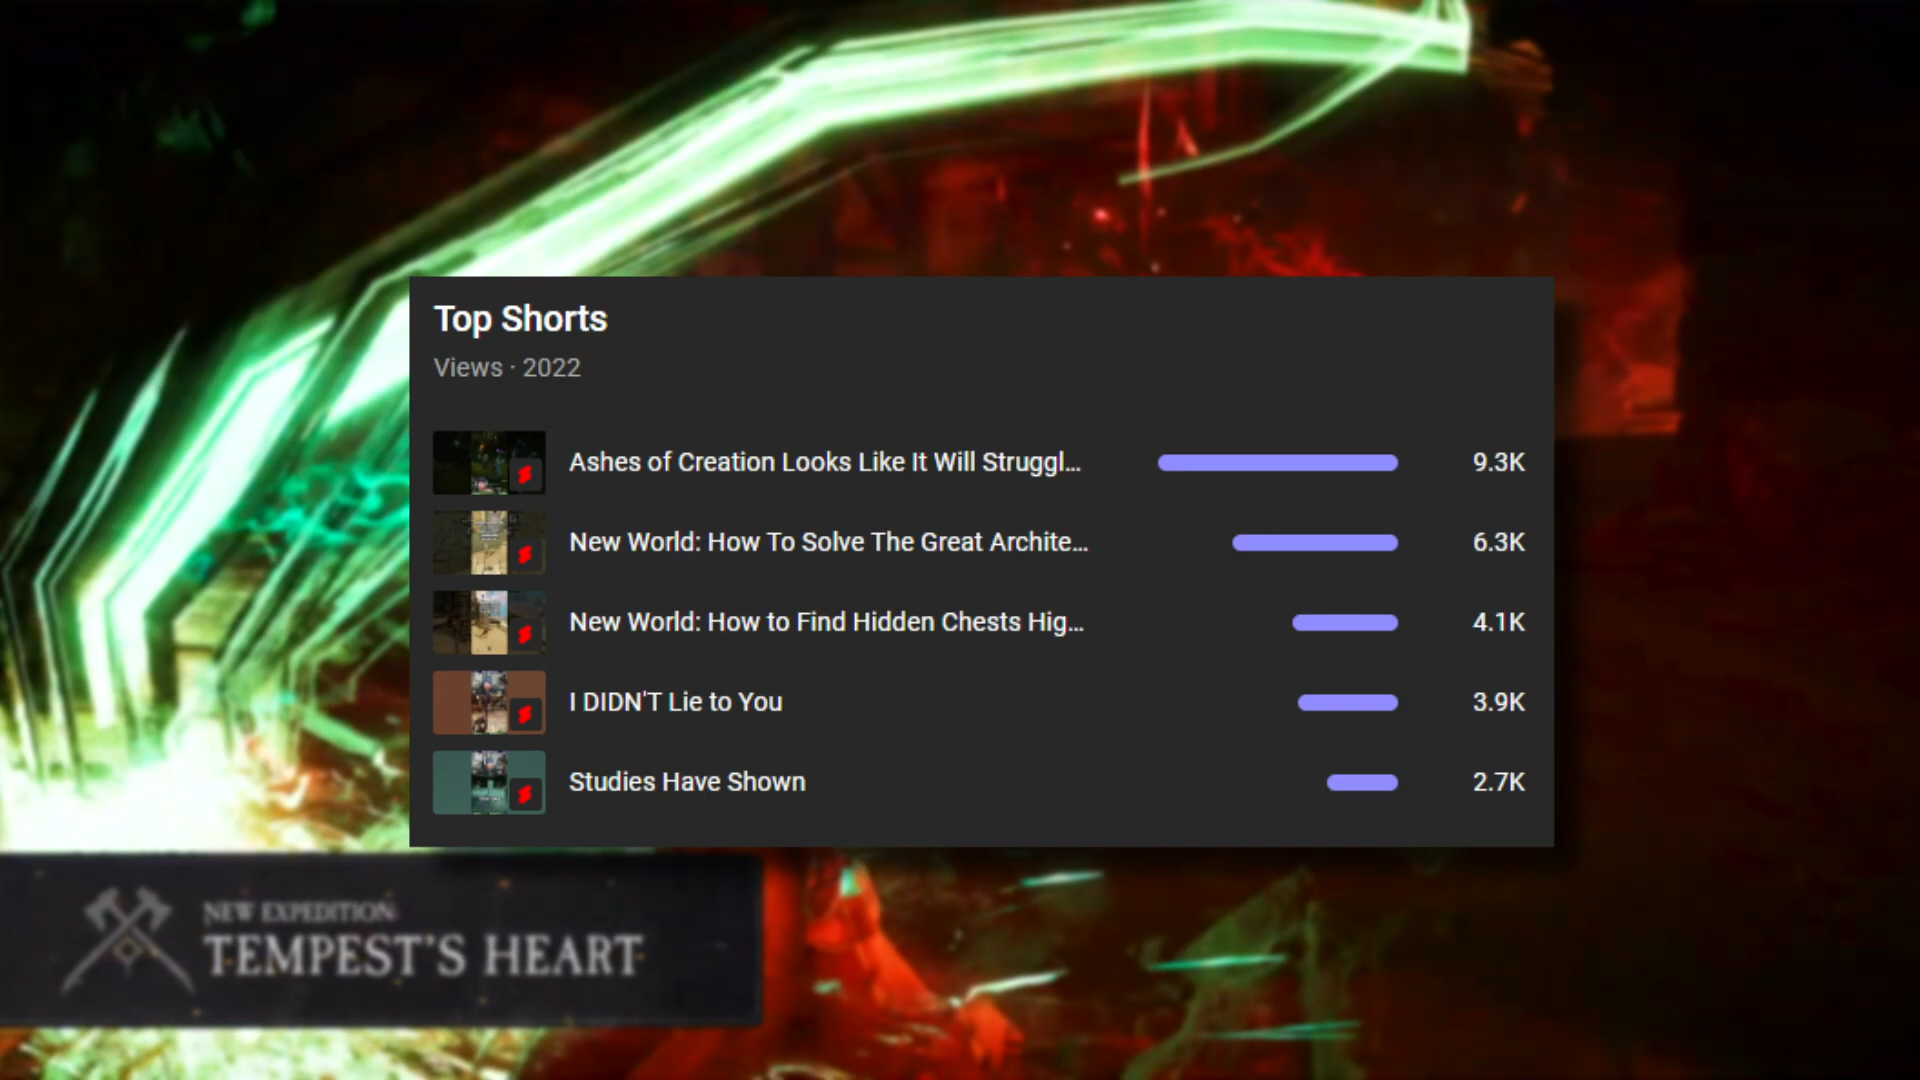 Top Shorts
Views · 2022
Ashes of Creation Looks Like It Will Struggl... 9.3K
New World: How To Solve The Great Archite... 6.3K
New World: How to Find Hidden Chests Hig... 4.1K
I DIDN'T Lie to You 3.9K
Studies Have Shown 2.7K
NEW EXPEDITION:
TEMPEST'S HEART